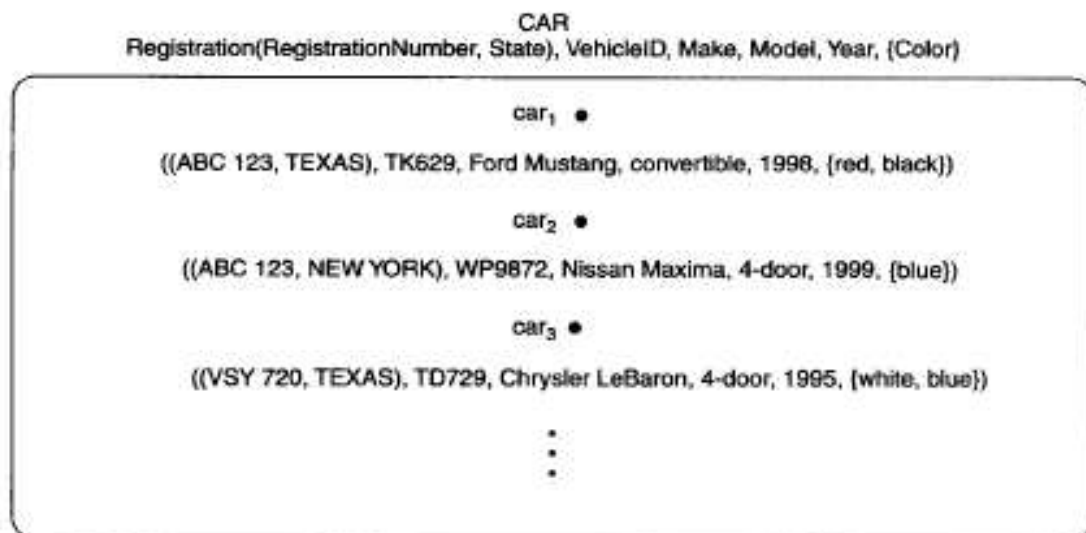 CAR
Registration(RegistrationNumber, State), VehicleID, Make, Model, Year, {Color}
car₁ •
((ABC 123, TEXAS), TK629, Ford Mustang, convertible, 1998, {red, black})
car₂ •
((ABC 123, NEW YORK), WP9872, Nissan Maxima, 4-door, 1999, {blue})
car₃ •
((VSY 720, TEXAS), TD729, Chrysler LeBaron, 4-door, 1995, {white, blue})